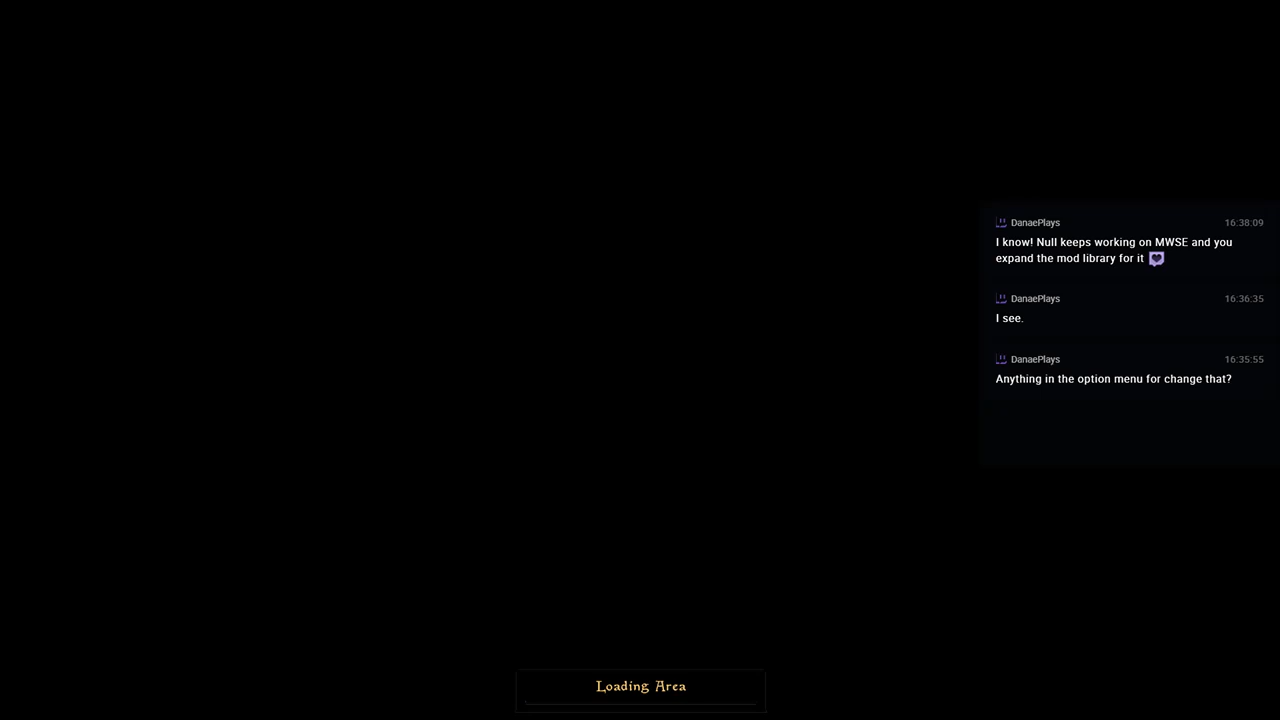 DanaePlays 16:38:09
I know! Null keeps working on MWSE and you
expand the mod library for it
DanaePlays 16:36:35
I see.
DanaePlays 16:35:55
Anything in the option menu for change that?
Loading Area